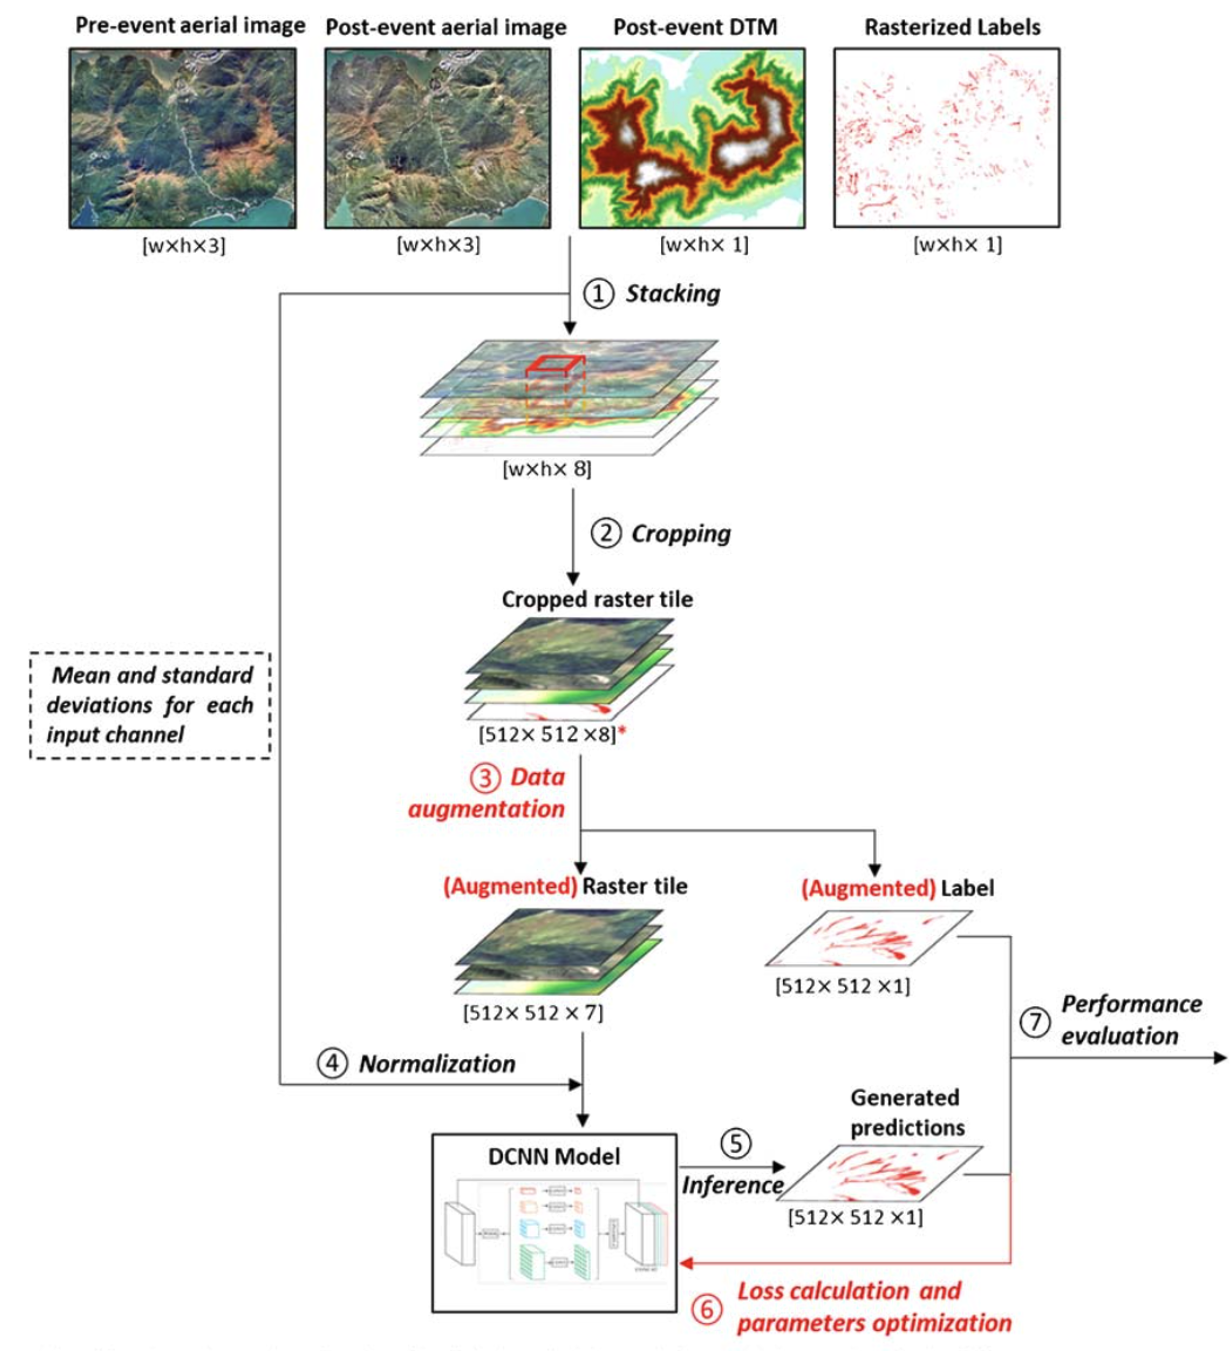 Pre-event aerial image
Post-event aerial image
Post-event DTM
Rasterized Labels
[w×h×3]
[w×h×3]
[w×h× 1]
[w×h× 1]
① Stacking
[w×h× 8]
② Cropping
Cropped raster tile
[512× 512 ×8]*
Mean and standard
deviations for each
input channel
③ Data
augmentation
(Augmented) Raster tile
[512× 512 × 7]
(Augmented) Label
[512× 512 ×1]
⑦ Performance
evaluation
④ Normalization
Generated
predictions
[512× 512 ×1]
DCNN Model
⑤
Inference
⑥ Loss calculation and
parameters optimization